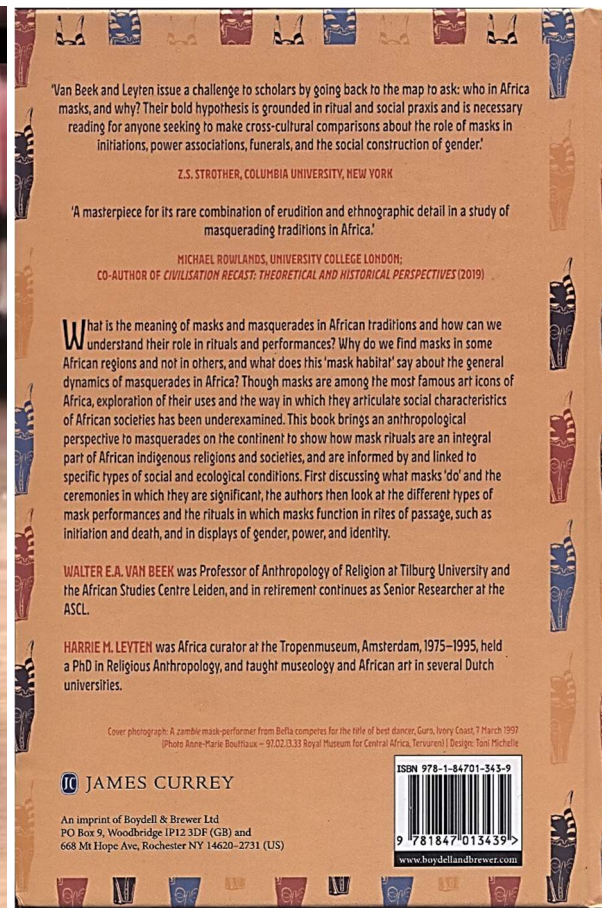 'Van Beek and Leyten issue a challenge to scholars by going back to the map to ask: who in Africa
masks, and why? Their bold hypothesis is grounded in ritual and social praxis and is necessary
reading for anyone seeking to make cross-cultural comparisons about the role of masks in
initiations, power associations, funerals, and the social construction of gender.'
Z.S. STROTHER, COLUMBIA UNIVERSITY, NEW YORK
'A masterpiece for its rare combination of erudition and ethnographic detail in a study of
masquerading traditions in Africa.'
MICHAEL ROWLANDS, UNIVERSITY COLLEGE LONDON;
CO-AUTHOR OF CIVILISATION RECAST: THEORETICAL AND HISTORICAL PERSPECTIVES (2019)
What is the meaning of masks and masquerades in African traditions and how can we
understand their role in rituals and performances? Why do we find masks in some
African regions and not in others, and what does this 'mask habitat' say about the general
dynamics of masquerades in Africa? Though masks are among the most famous art icons of
Africa, exploration of their uses and the way in which they articulate social characteristics
of African societies has been underexamined. This book brings an anthropological
perspective to masquerades on the continent to show how mask rituals are an integral
part of African indigenous religions and societies, and are informed by and linked to
specific types of social and ecological conditions. First discussing what masks 'do' and the
ceremonies in which they are significant, the authors then look at the different types of
mask performances and the rituals in which masks function in rites of passage, such as
initiation and death, and in displays of gender, power, and identity.
WALTER E.A. VAN BEEK was Professor of Anthropology of Religion at Tilburg University and
the African Studies Centre Leiden, and in retirement continues as Senior Researcher at the
ASCL.
HARRIE M. LEYTEN was Africa curator at the Tropenmuseum, Amsterdam, 1975–1995, held
a PhD in Religious Anthropology, and taught museology and African art in several Dutch
universities.
Cover photograph: A zamble mask-performer from Befla competes for the title of best dancer, Guro, Ivory Coast, 7 March 1997
(Photo Anne-Marie Bouttiaux – 97.02.13.33 Royal Museum for Central Africa, Tervuren) | Design: Toni Michelle
JC JAMES CURREY
An imprint of Boydell & Brewer Ltd
PO Box 9, Woodbridge IP12 3DF (GB) and
668 Mt Hope Ave, Rochester NY 14620–2731 (US)
ISBN 978-1-84701-343-9
9 781847 013439 >
www.boydellandbrewer.com